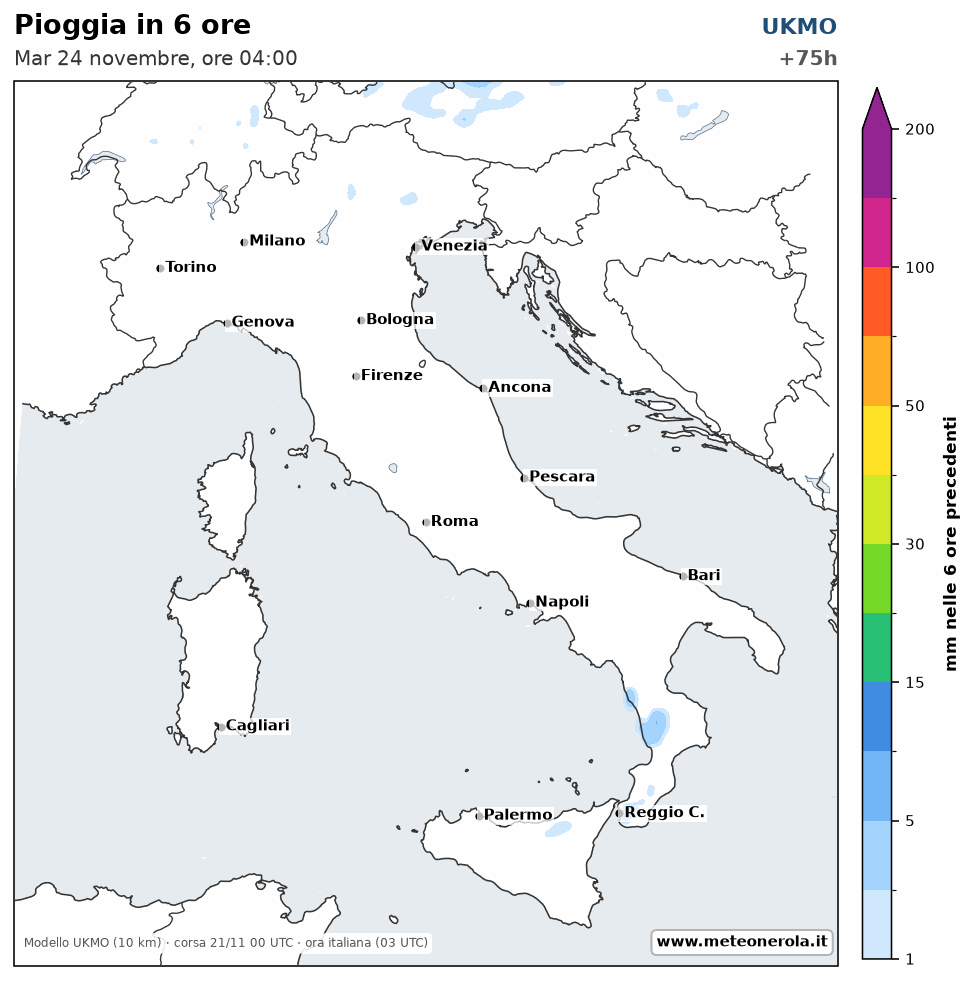 Pioggia in 6 ore
UKMO
Mar 24 novembre, ore 04:00
+75h
200
100
50
30
15
5
1
mm nelle 6 ore precedenti
Milano
Venezia
Torino
Genova
Bologna
Firenze
Ancona
Pescara
Roma
Bari
Napoli
Cagliari
Palermo
Reggio C.
Modello UKMO (10 km) · corsa 21/11 00 UTC · ora italiana (03 UTC)
www.meteonerola.it